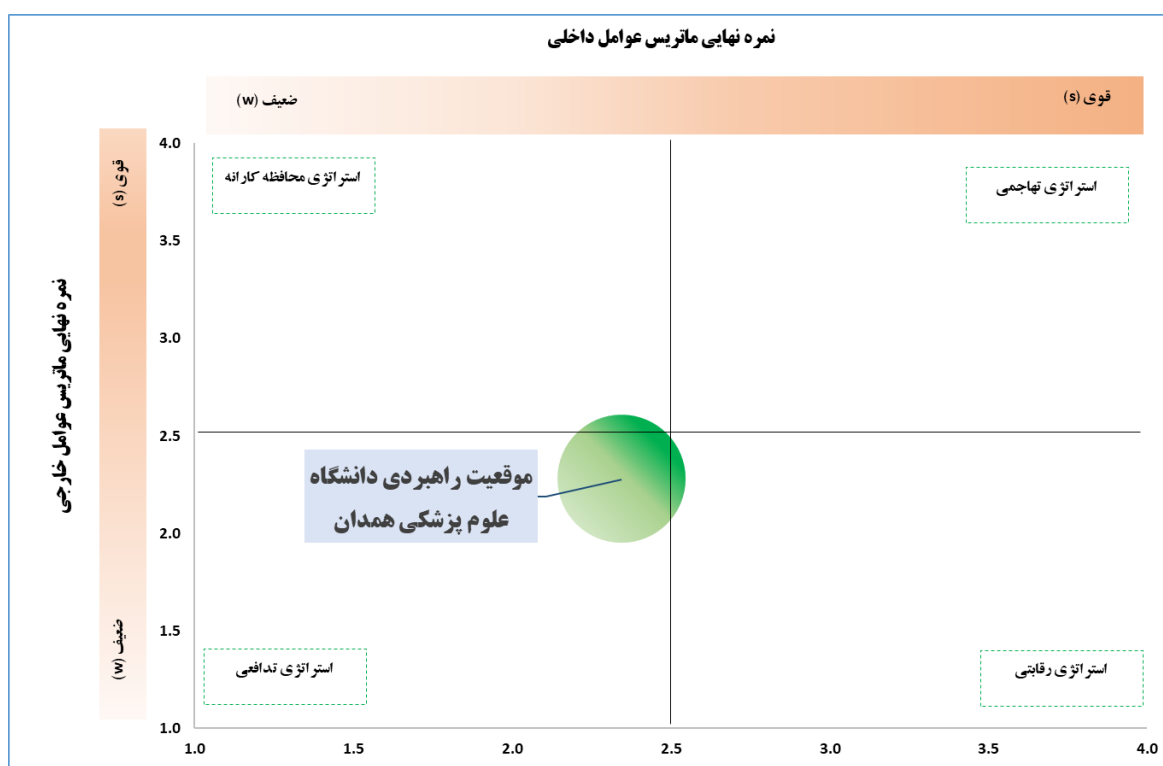 نمره نهایی ماتریس عوامل داخلی
قوی (s)
ضعیف (w)
نمره نهایی ماتریس عوامل خارجی
قوی (s)
ضعیف (w)
4.0
3.5
3.0
2.5
2.0
1.5
1.0
استراتژی تهاجمی
استراتژی محافظه کارانه
موقعیت راهبردی دانشگاه
علوم پزشکی همدان
استراتژی رقابتی
استراتژی تدافعی
1.0
1.5
2.0
2.5
3.0
3.5
4.0